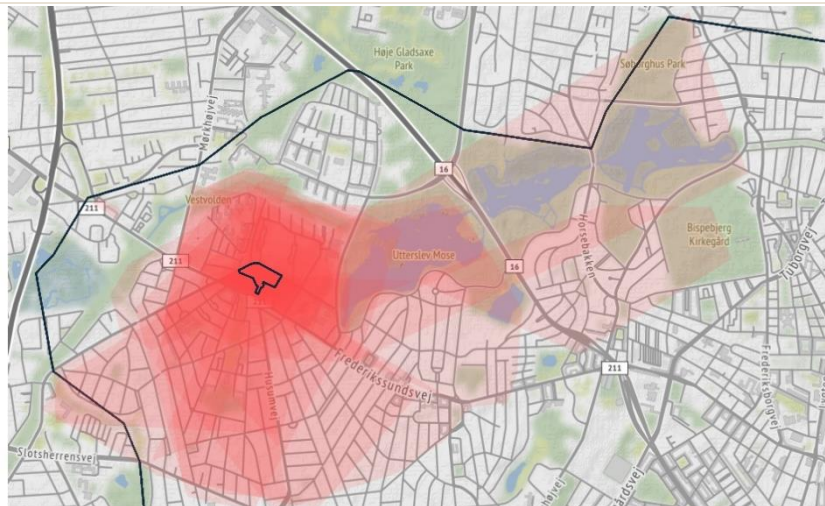 Høje Gladsaxe
Park
Søborghus Park
Mørkhøjvej
16
Vestvolden
211
Utterslev Mose
Bispebjerg
Kirkegård
Horsebakken
211
16
Tuborgvej
211
Frederikssundsvej
Husumvej
Frederiksborgvej
Slotsherrensvej